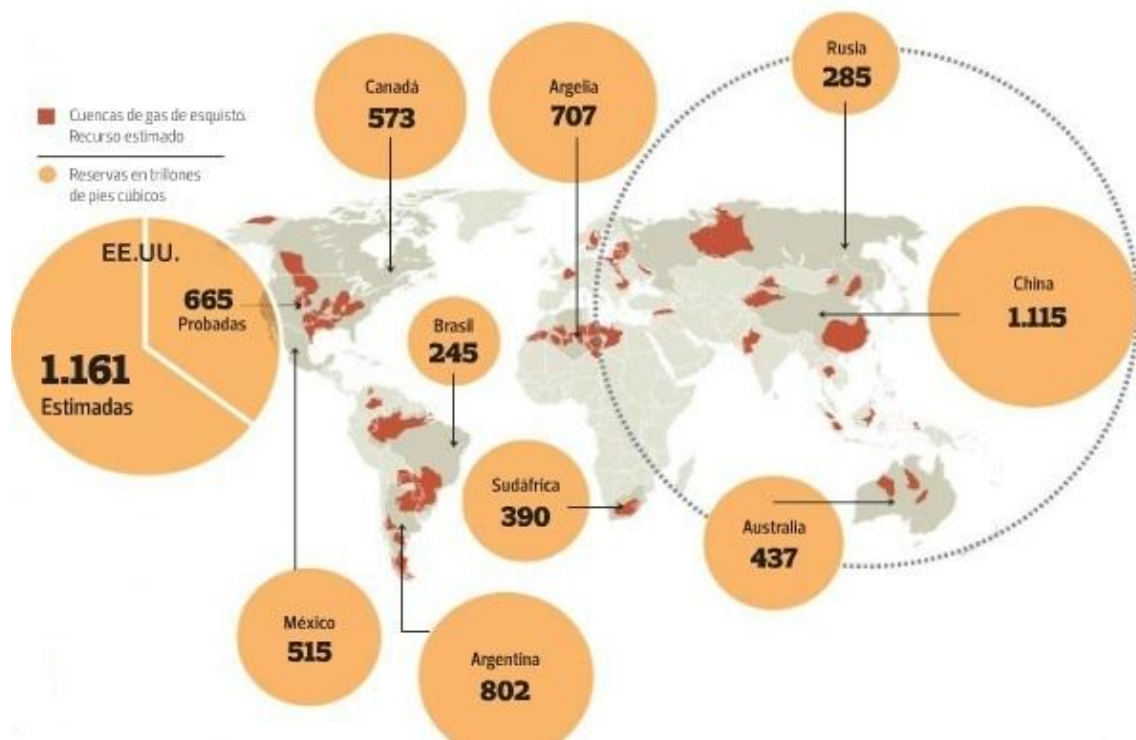 Cuencas de gas de esquisto.
Recurso estimado
Reservas en trillones
de pies cúbicos
EE.UU.
665
Probadas
1.161
Estimadas
Canadá
573
Argelia
707
Rusia
285
China
1.115
Brasil
245
Sudáfrica
390
Australia
437
México
515
Argentina
802